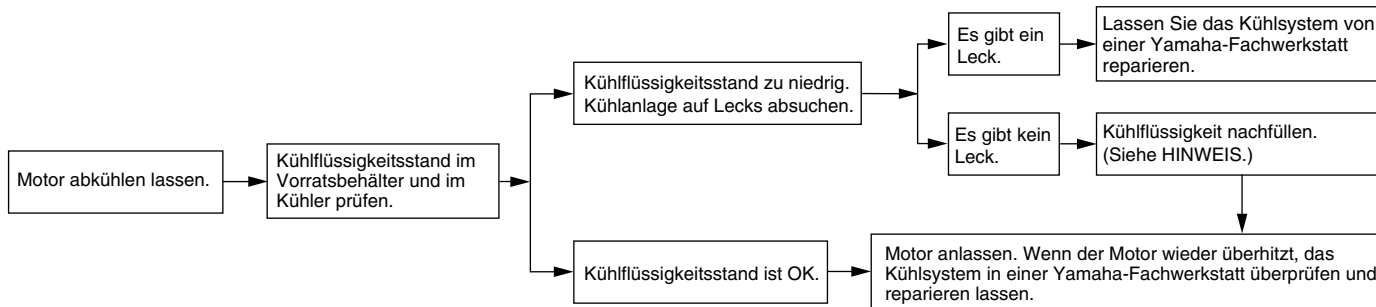 Motor abkühlen lassen.
Kühlflüssigkeitsstand im
Vorratsbehälter und im
Kühler prüfen.
Kühlflüssigkeitsstand zu niedrig.
Kühlanlage auf Lecks absuchen.
Es gibt ein
Leck.
Lassen Sie das Kühlsystem von
einer Yamaha-Fachwerkstatt
reparieren.
Es gibt kein
Leck.
Kühlflüssigkeit nachfüllen.
(Siehe HINWEIS.)
Kühlflüssigkeitsstand ist OK.
Motor anlassen. Wenn der Motor wieder überhitzt, das
Kühlsystem in einer Yamaha-Fachwerkstatt überprüfen und
reparieren lassen.